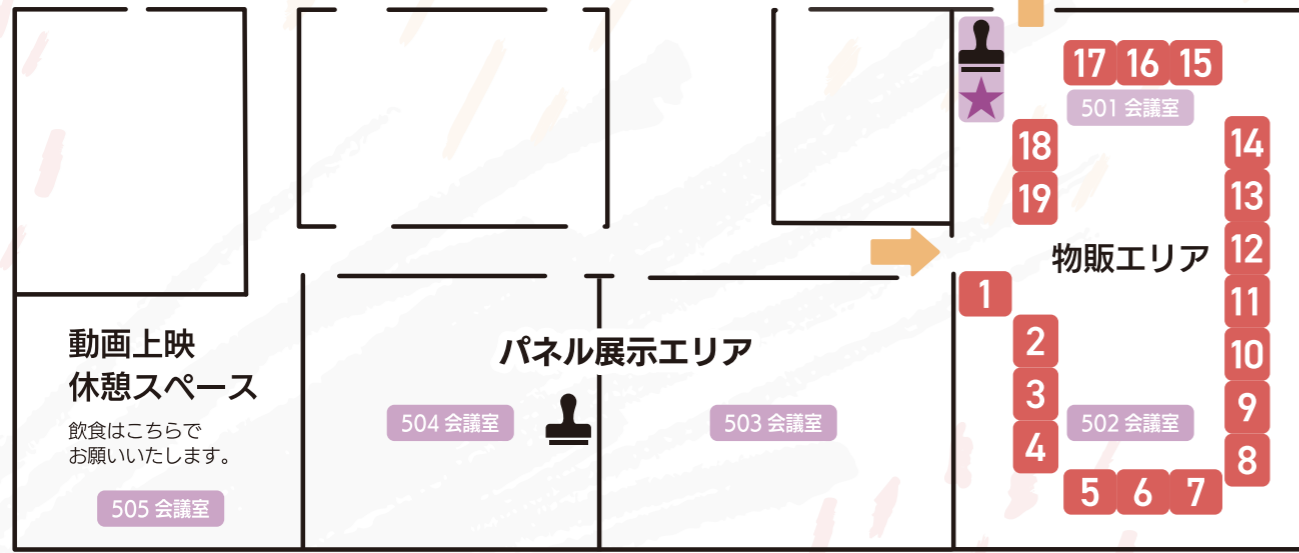 17 16 15
501 会議室
18
19
14
13
12
11
10
9
8
物販エリア
1
2
3
4
502 会議室
5 6 7
パネル展示エリア
504 会議室
503 会議室
動画上映
休憩スペース
飲食はこちらで
お願いいたします。
505 会議室